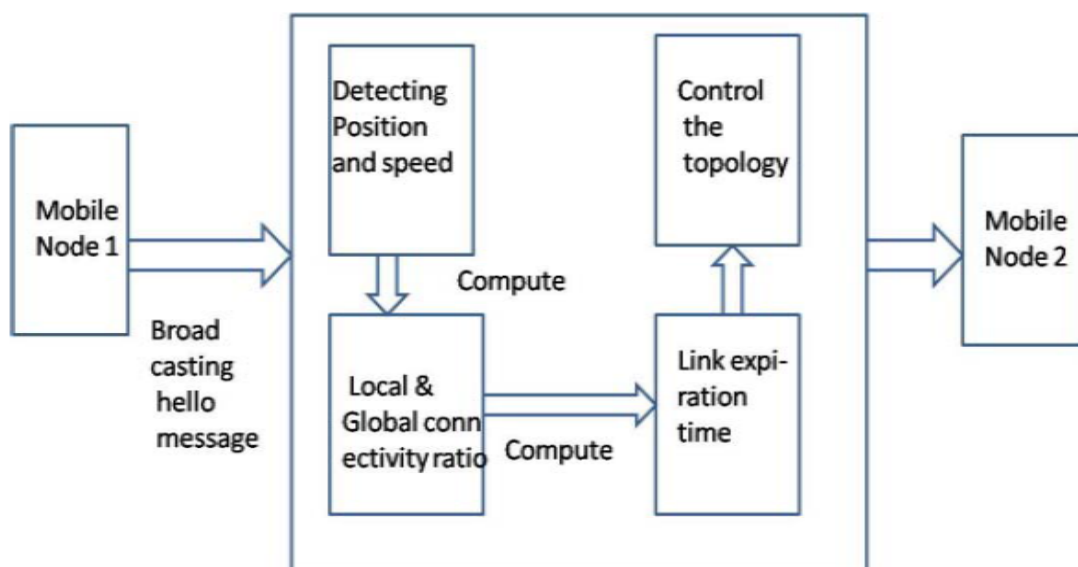 Mobile
Node 1
Broad
casting
hello
message
Detecting
Position
and speed
Compute
Local &
Global conn
ectivity ratio
Compute
Link expi-
ration
time
Control
the
topology
Mobile
Node 2